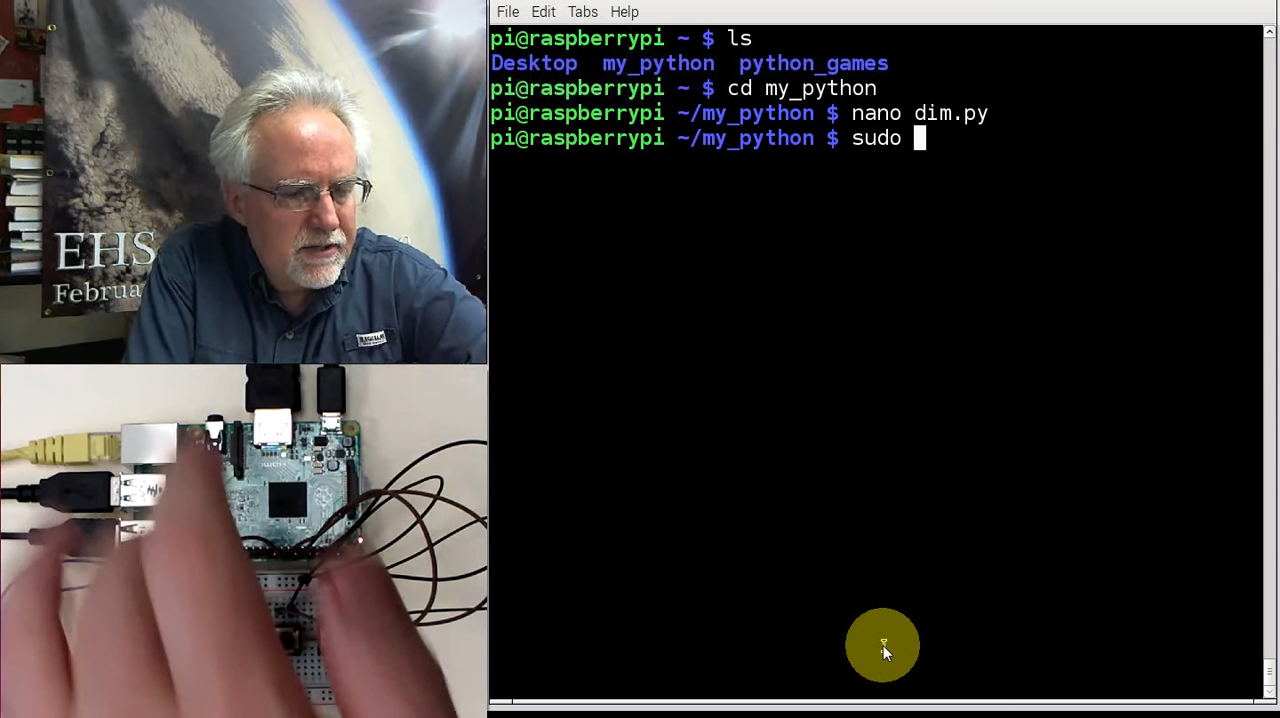 File Edit Tabs Help
pi@raspberrypi ~ $ ls
Desktop my_python python_games
pi@raspberrypi ~ $ cd my_python
pi@raspberrypi ~/my_python $ nano dim.py
pi@raspberrypi ~/my_python $ sudo
EHS
Februa